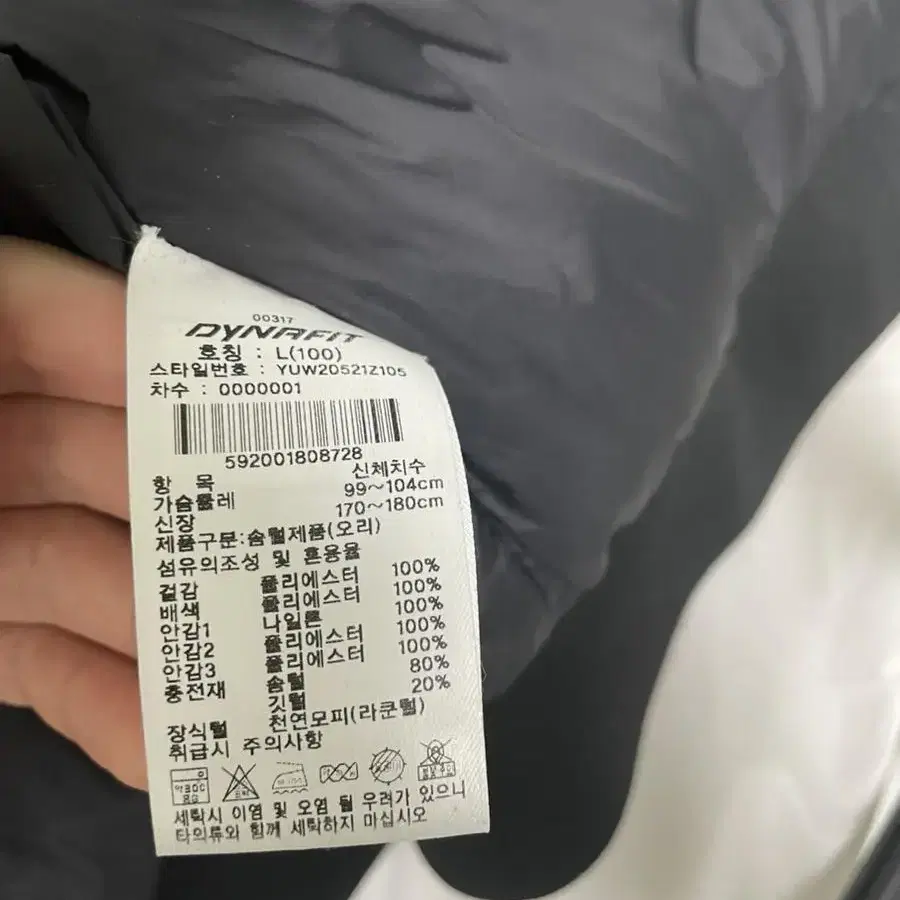 00317
DYNAFIT
호칭 : L(100)
스타일번호 : YUW20521Z105
차수 : 0000001
592001808728
항 목 신체치수
가슴둘레 99~104cm
신장 170~180cm
제품구분:솜털제품(오리)
섬유의조성 및 혼용율
겉감 폴리에스터 100%
배색 폴리에스터 100%
안감1 나일론 100%
안감2 폴리에스터 100%
안감3 폴리에스터 100%
충전재 솜털 80%
깃털 20%
장식털 천연모피(라쿤털)
취급시 주의사항
세탁시 이염 및 오염 될 우려가 있으니
타의류와 함께 세탁하지 마십시오